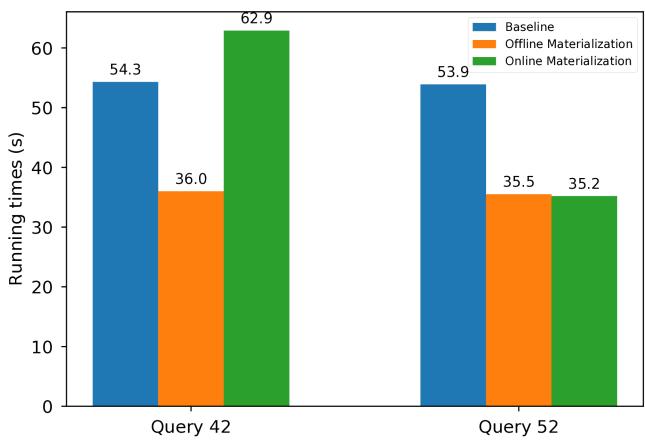 62.9
60
Baseline
Offline Materialization
Online Materialization
54.3
53.9
50
40
36.0
35.5
35.2
30
20
10
0
Running times (s)
Query 42
Query 52